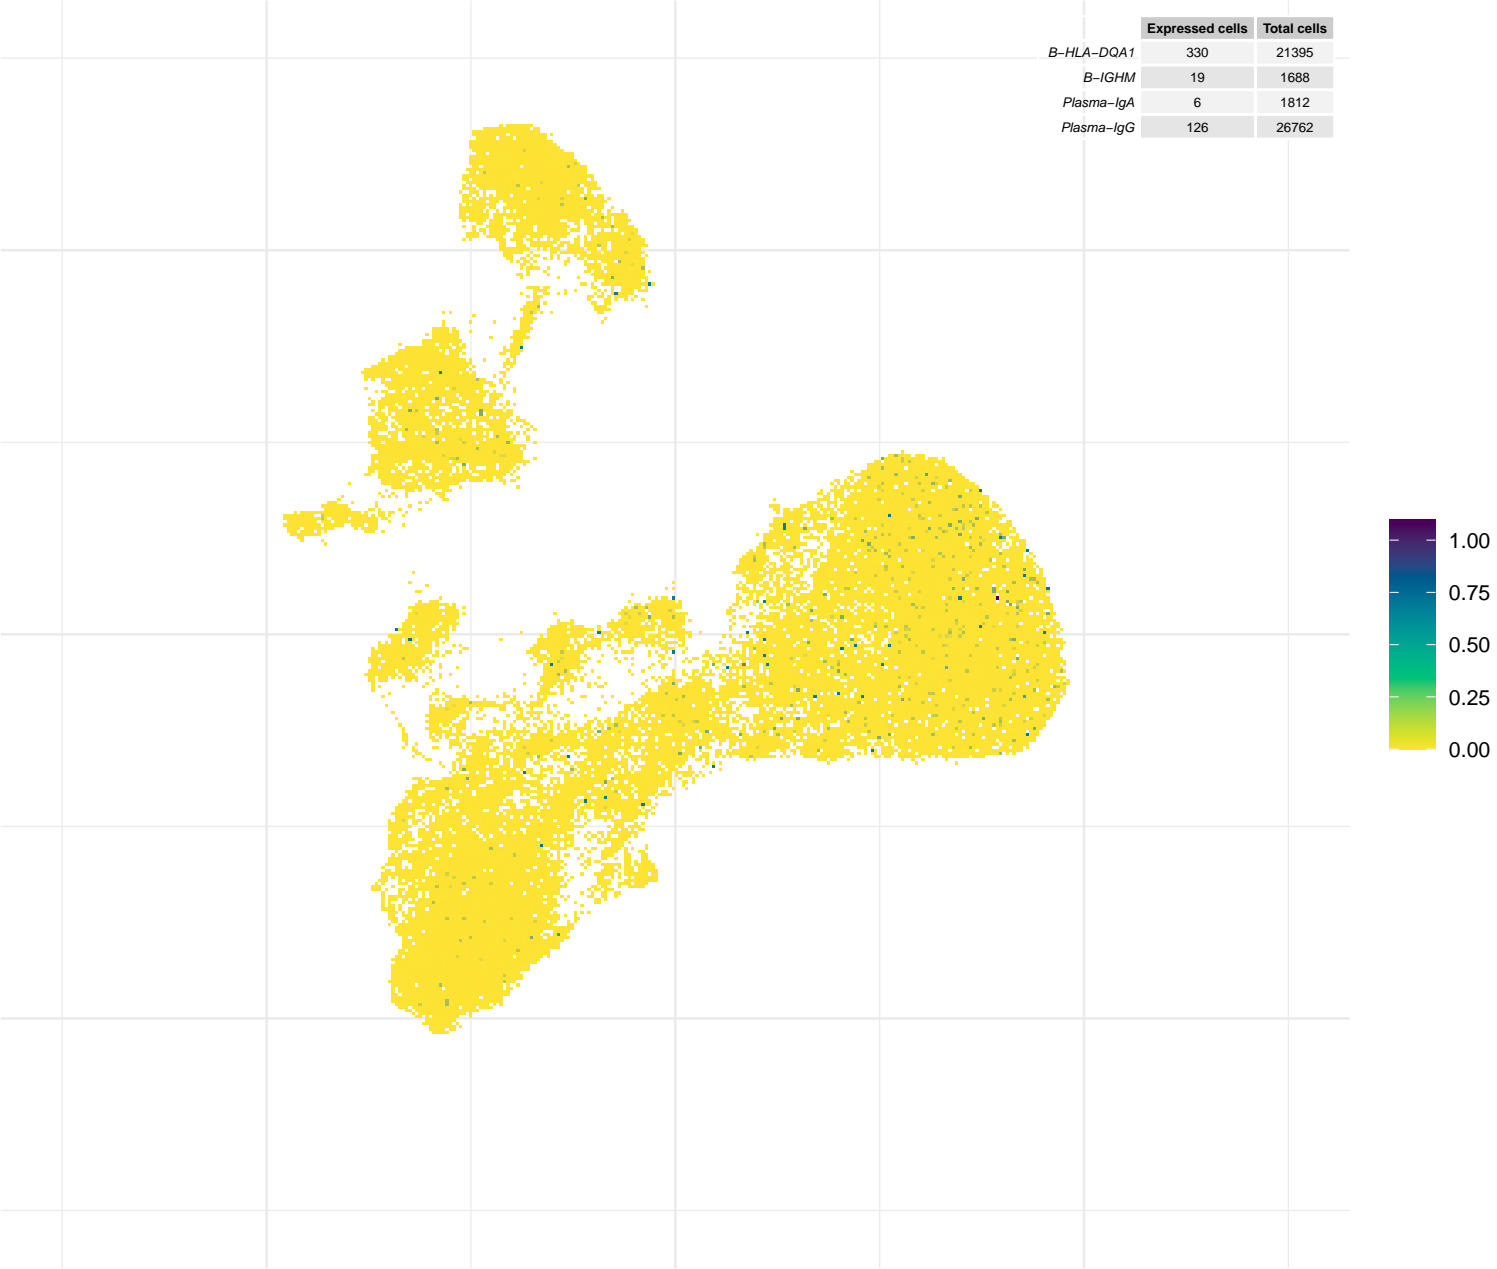 Expressed cells Total cells
B−HLA−DQA1 330 21395
B−IGHM 19 1688
Plasma−IgA 6 1812
Plasma−IgG 126 26762
1.00
0.75
0.50
0.25
0.00